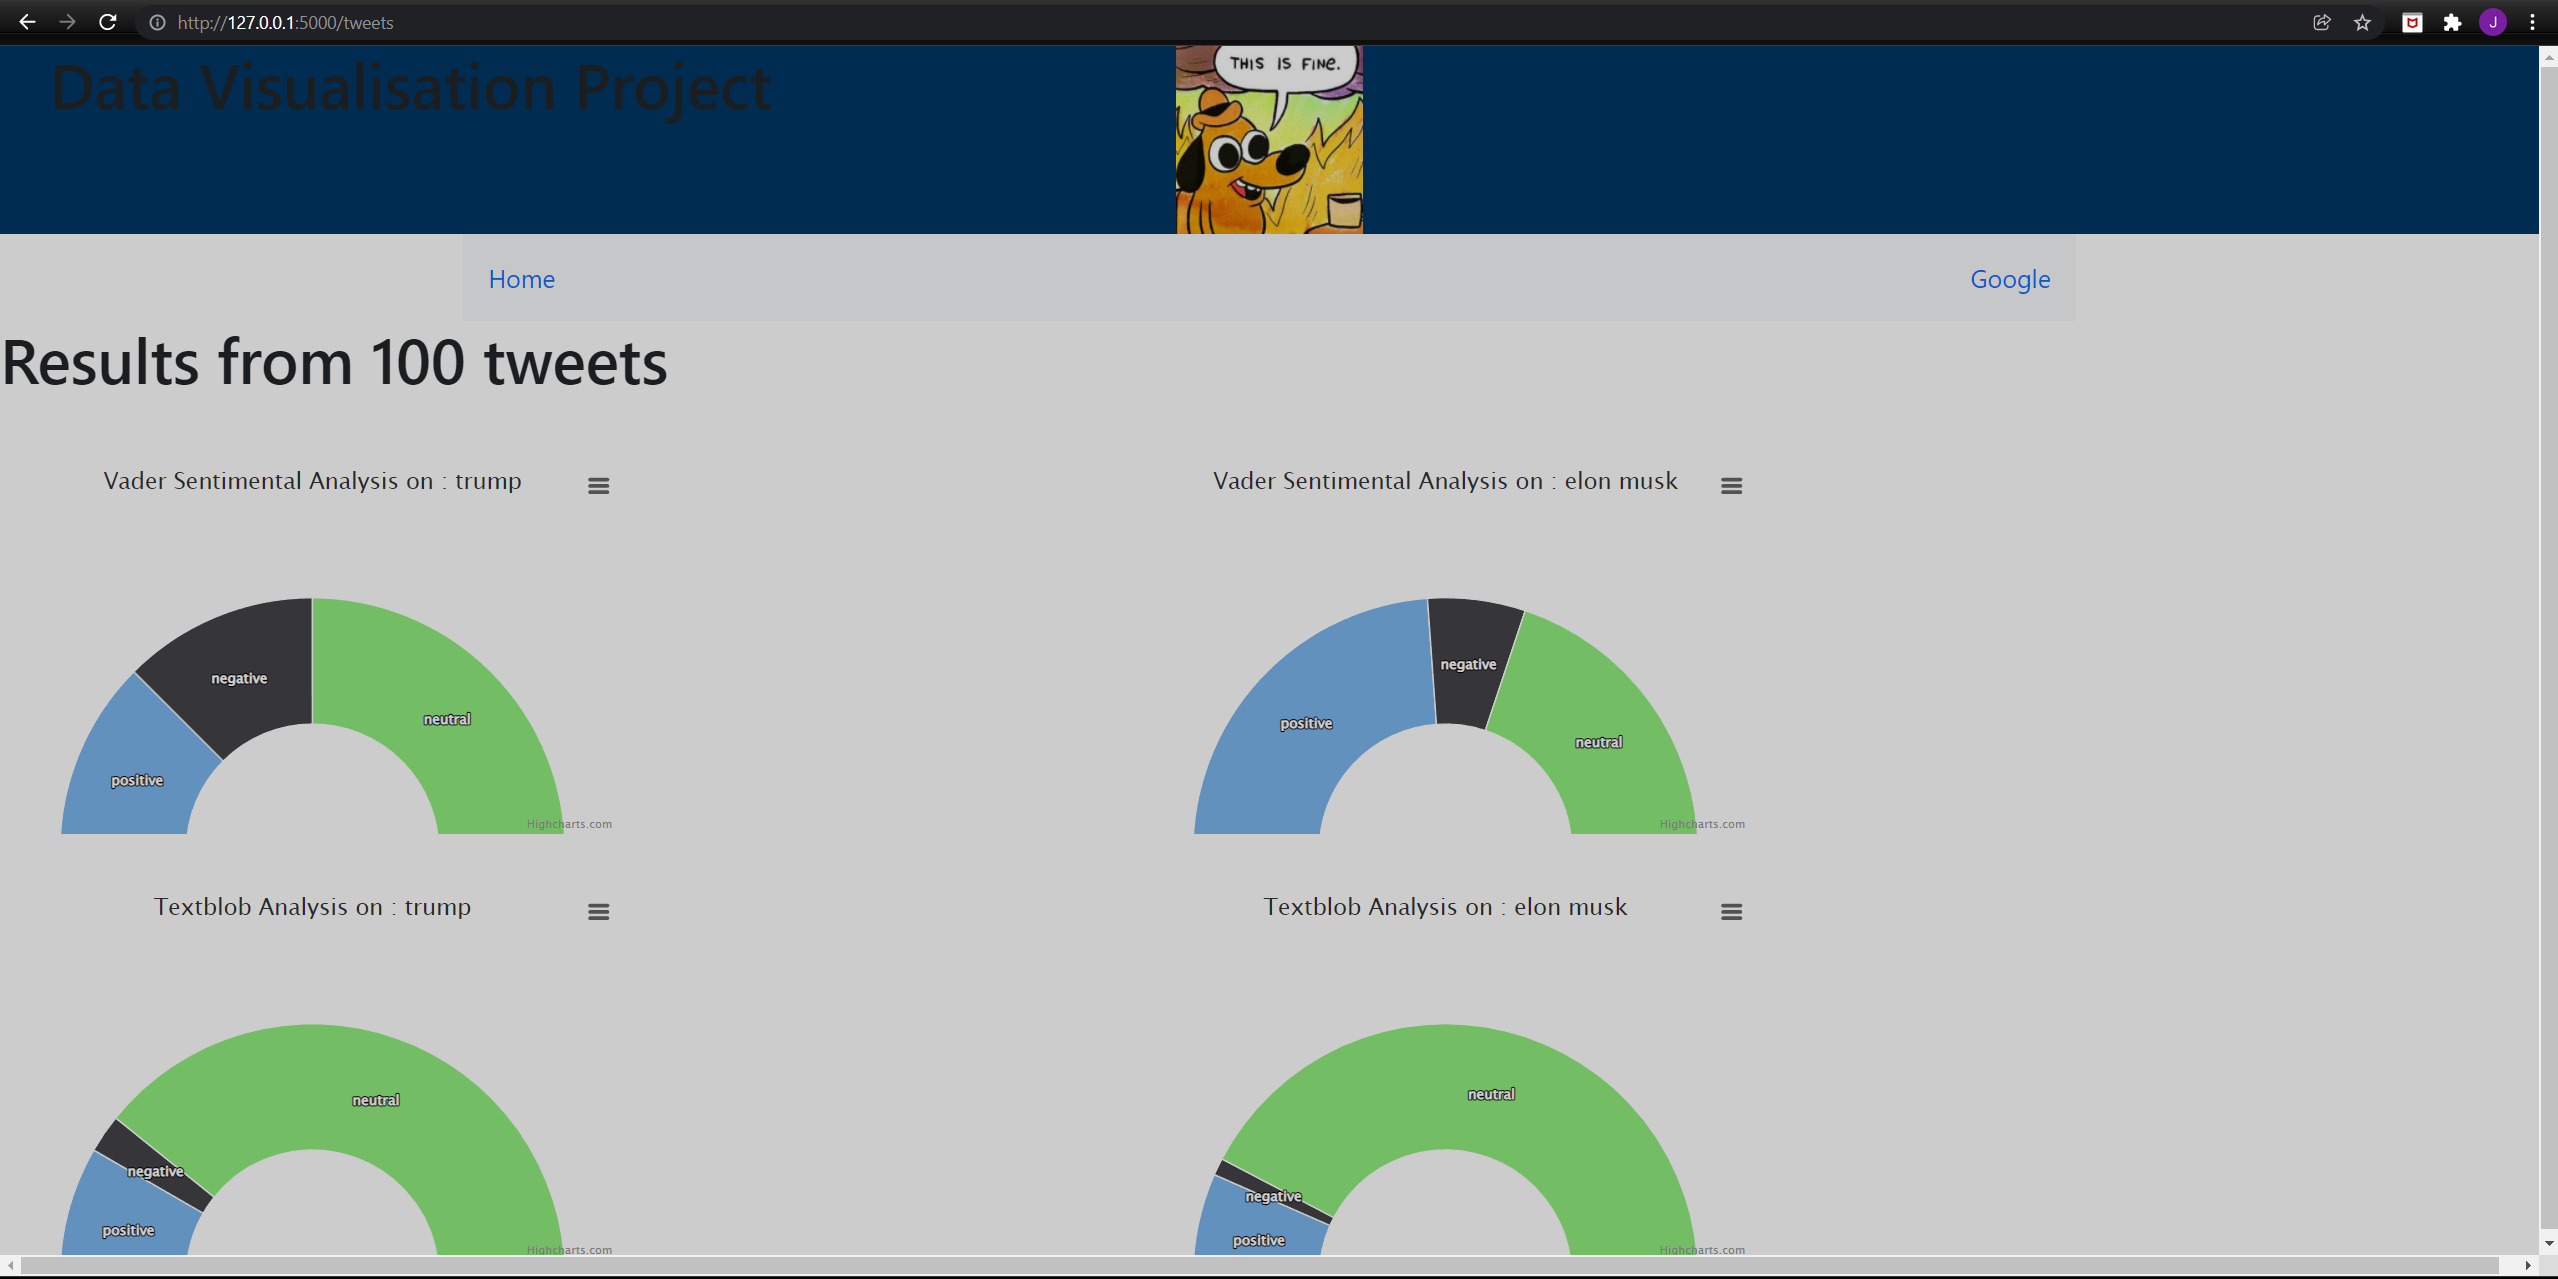 http://127.0.0.1:5000/tweets
J
Data Visualisation Project
THIS IS FINE.
Home
Google
Results from 100 tweets
Vader Sentimental Analysis on : trump
Vader Sentimental Analysis on : elon musk
negative
neutral
positive
Highcharts.com
negative
positive
neutral
Highcharts.com
Textblob Analysis on : trump
Textblob Analysis on : elon musk
neutral
negative
positive
Highcharts.com
neutral
negative
positive
Highcharts.com